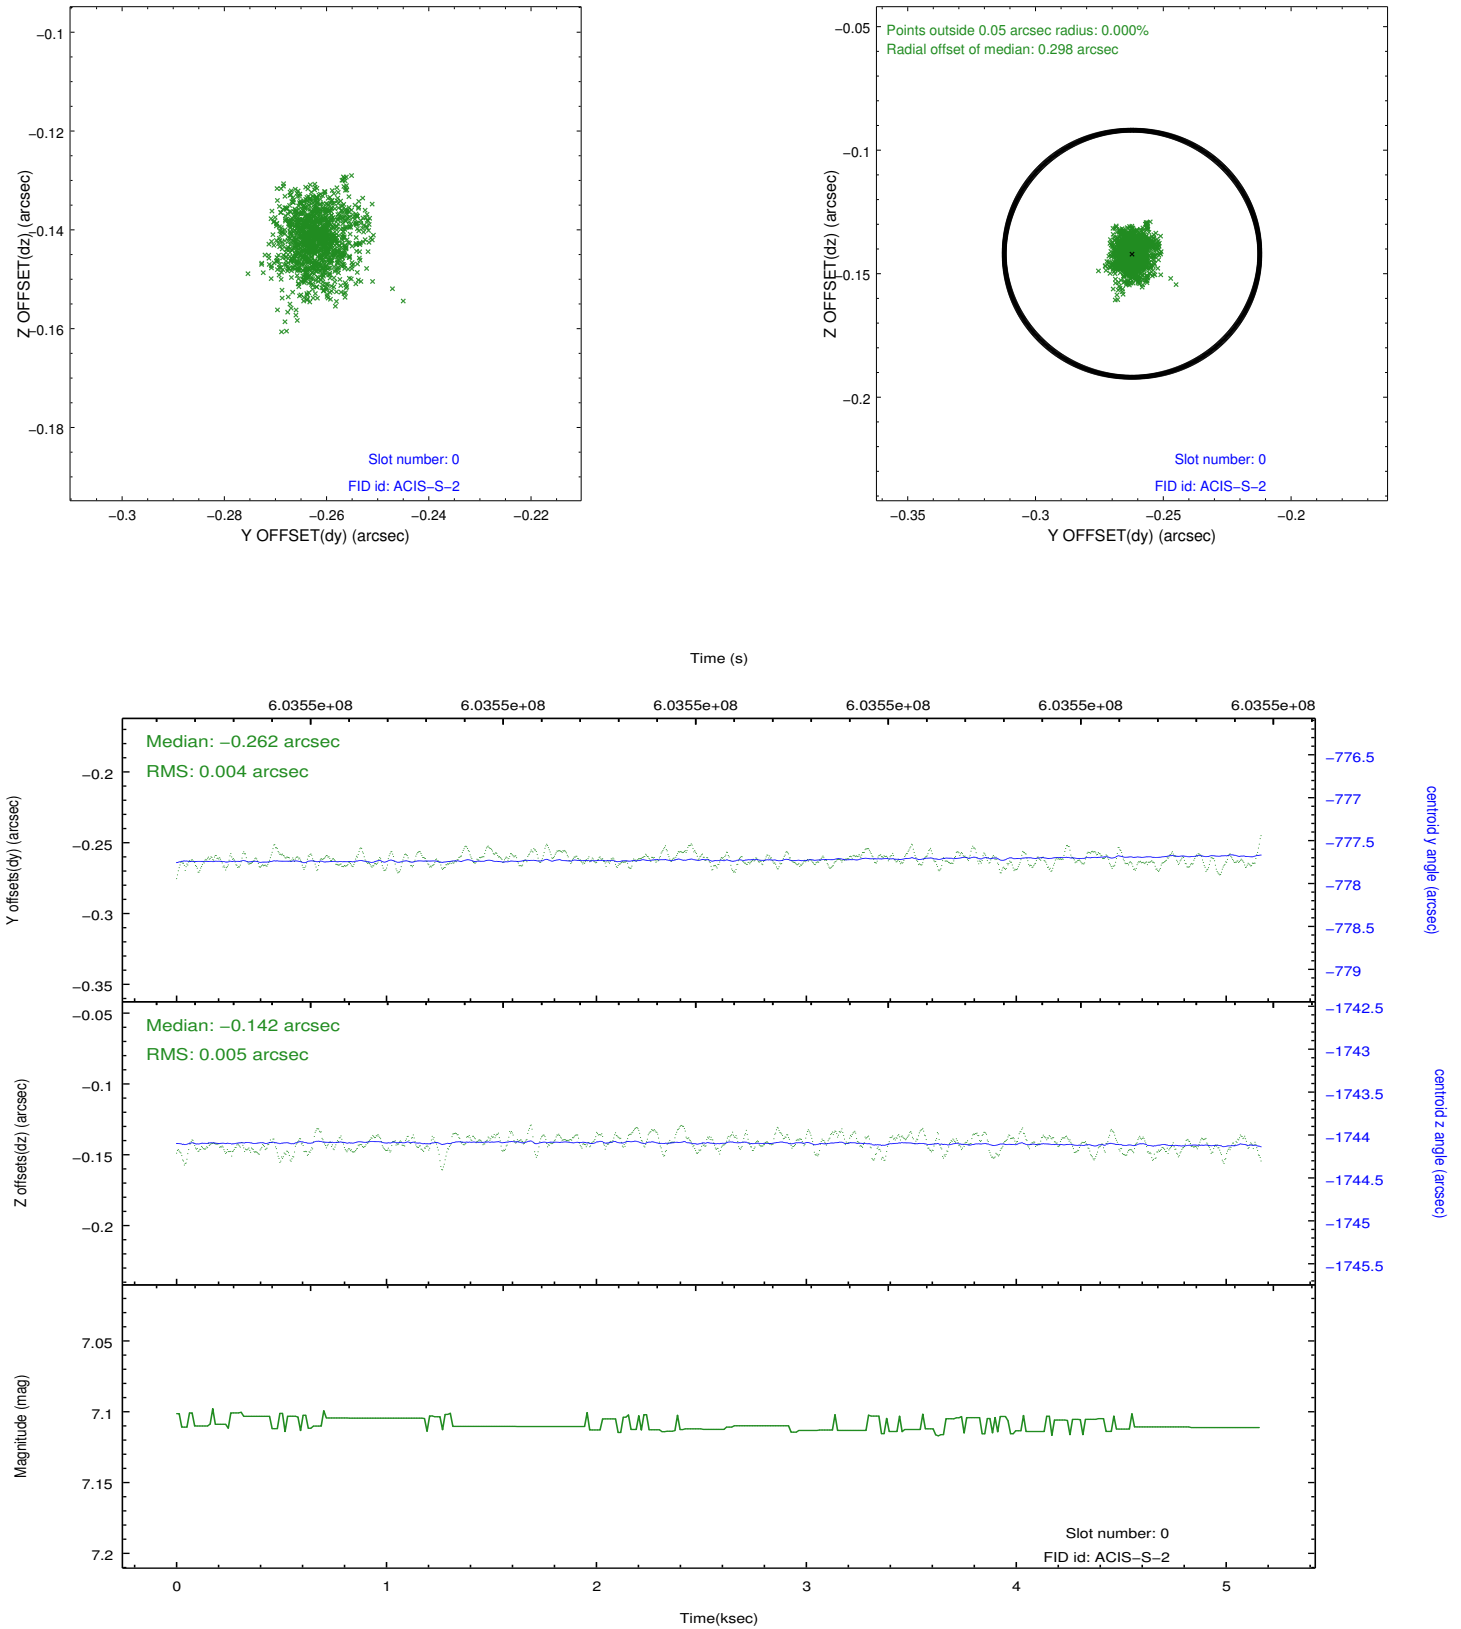 −0.1
−0.12
−0.14
−0.16
−0.18
Z OFFSET(dz) (arcsec)
Slot number: 0
FID id: ACIS−S−2
−0.3 −0.28 −0.26 −0.24 −0.22
Y OFFSET(dy) (arcsec)
Points outside 0.05 arcsec radius: 0.000%
Radial offset of median: 0.298 arcsec
−0.05
−0.1
−0.15
−0.2
Z OFFSET(dz) (arcsec)
Slot number: 0
FID id: ACIS−S−2
−0.35 −0.3 −0.25 −0.2
Y OFFSET(dy) (arcsec)
Time (s)
6.0355e+08 6.0355e+08 6.0355e+08 6.0355e+08 6.0355e+08 6.0355e+08
Median: −0.262 arcsec
RMS: 0.004 arcsec
−0.2
−0.25
−0.3
−0.35
Y offsets(dy) (arcsec)
−776.5
−777
−777.5
−778
−778.5
−779
centroid y angle (arcsec)
Median: −0.142 arcsec
RMS: 0.005 arcsec
−0.05
−0.1
−0.15
−0.2
Z offsets(dz) (arcsec)
−1742.5
−1743
−1743.5
−1744
−1744.5
−1745
−1745.5
centroid z angle (arcsec)
7.05
7.1
7.15
7.2
Magnitude (mag)
Slot number: 0
FID id: ACIS−S−2
0 1 2 3 4 5
Time(ksec)